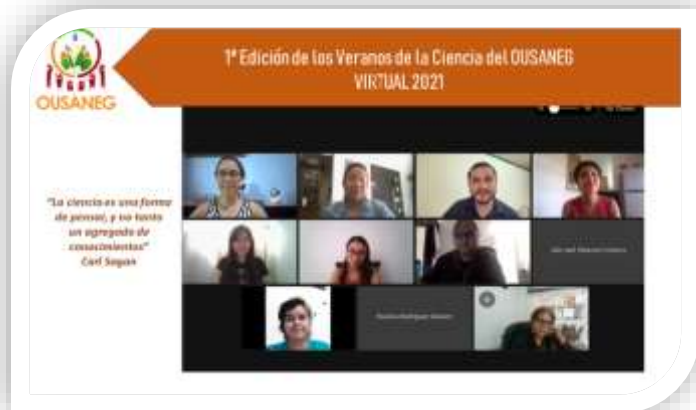 1ª Edición de los Veranos de la Ciencia del OUSANEG
VIRTUAL 2021
OUSANEG
"La ciencia es una forma
de pensar, y no tanto
un agregado de
conocimientos"
Carl Sagan